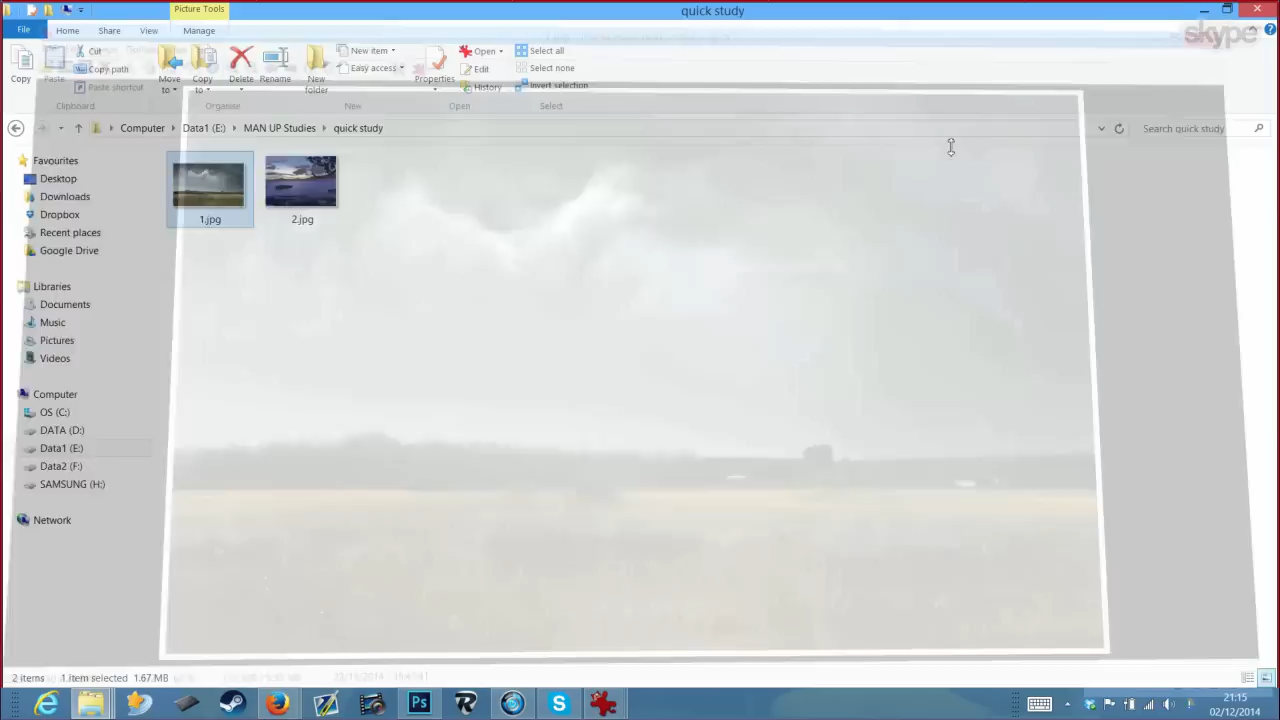 Picture Tools
quick study
skype
File
Home
Share
View
Manage
Copy
Paste
Cut
Copy path
Paste shortcut
Move to
Copy to
Delete
Rename
New folder
New item
Easy access
Properties
Open
Edit
History
Select all
Select none
Invert selection
Clipboard
Organise
New
Open
Select
Computer
Data1 (E:)
MAN UP Studies
quick study
Search quick study
Favourites
Desktop
Downloads
Dropbox
Recent places
Google Drive
Libraries
Documents
Music
Pictures
Videos
Computer
OS (C:)
DATA (D:)
Data1 (E:)
Data2 (F:)
SAMSUNG (H:)
Network
1.jpg
2.jpg
2 items
1 item selected
1.67 MB
Ps
21:15
02/12/2014